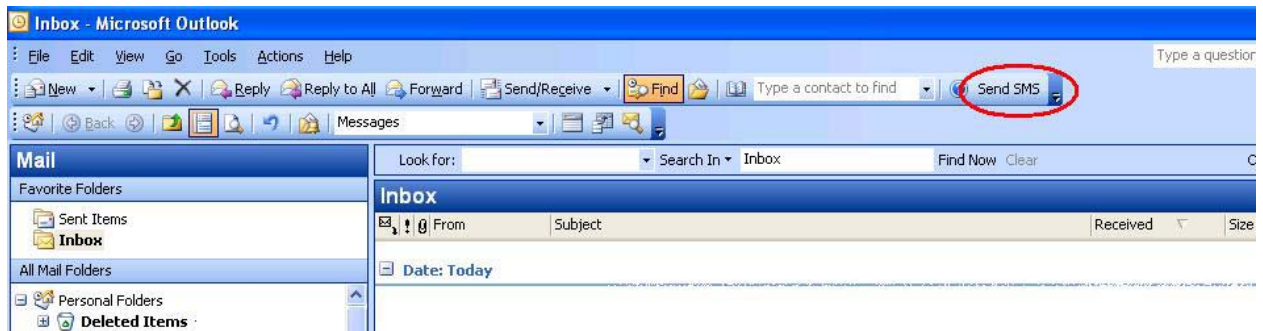 Inbox - Microsoft Outlook
File Edit View Go Tools Actions Help Type a question
New Reply Reply to All Forward Send/Receive Find Type a contact to find Send SMS
Back Messages
Mail Look for: Search In Inbox Find Now Clear
Favorite Folders Inbox
Sent Items From Subject Received Size
Inbox
All Mail Folders Date: Today
Personal Folders
Deleted Items